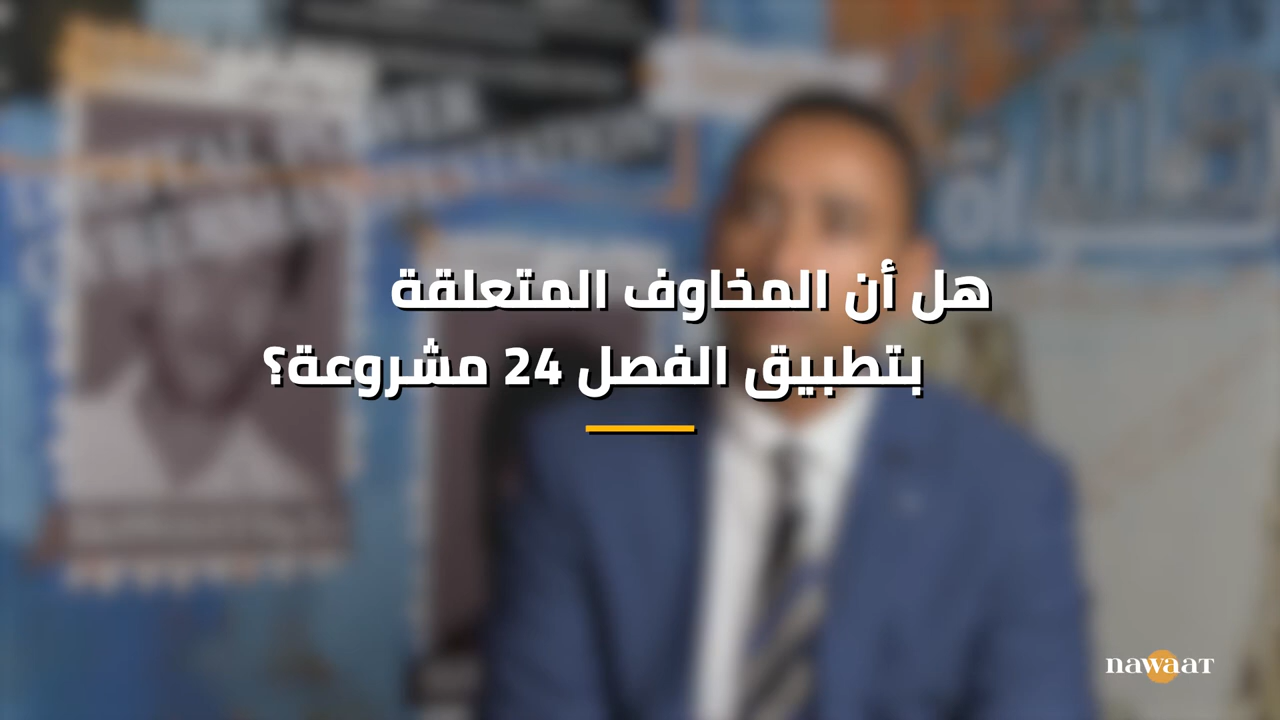 هل أن المخاوف المتعلقة
بتطبيق الفصل 24 مشروعة؟
nawaat